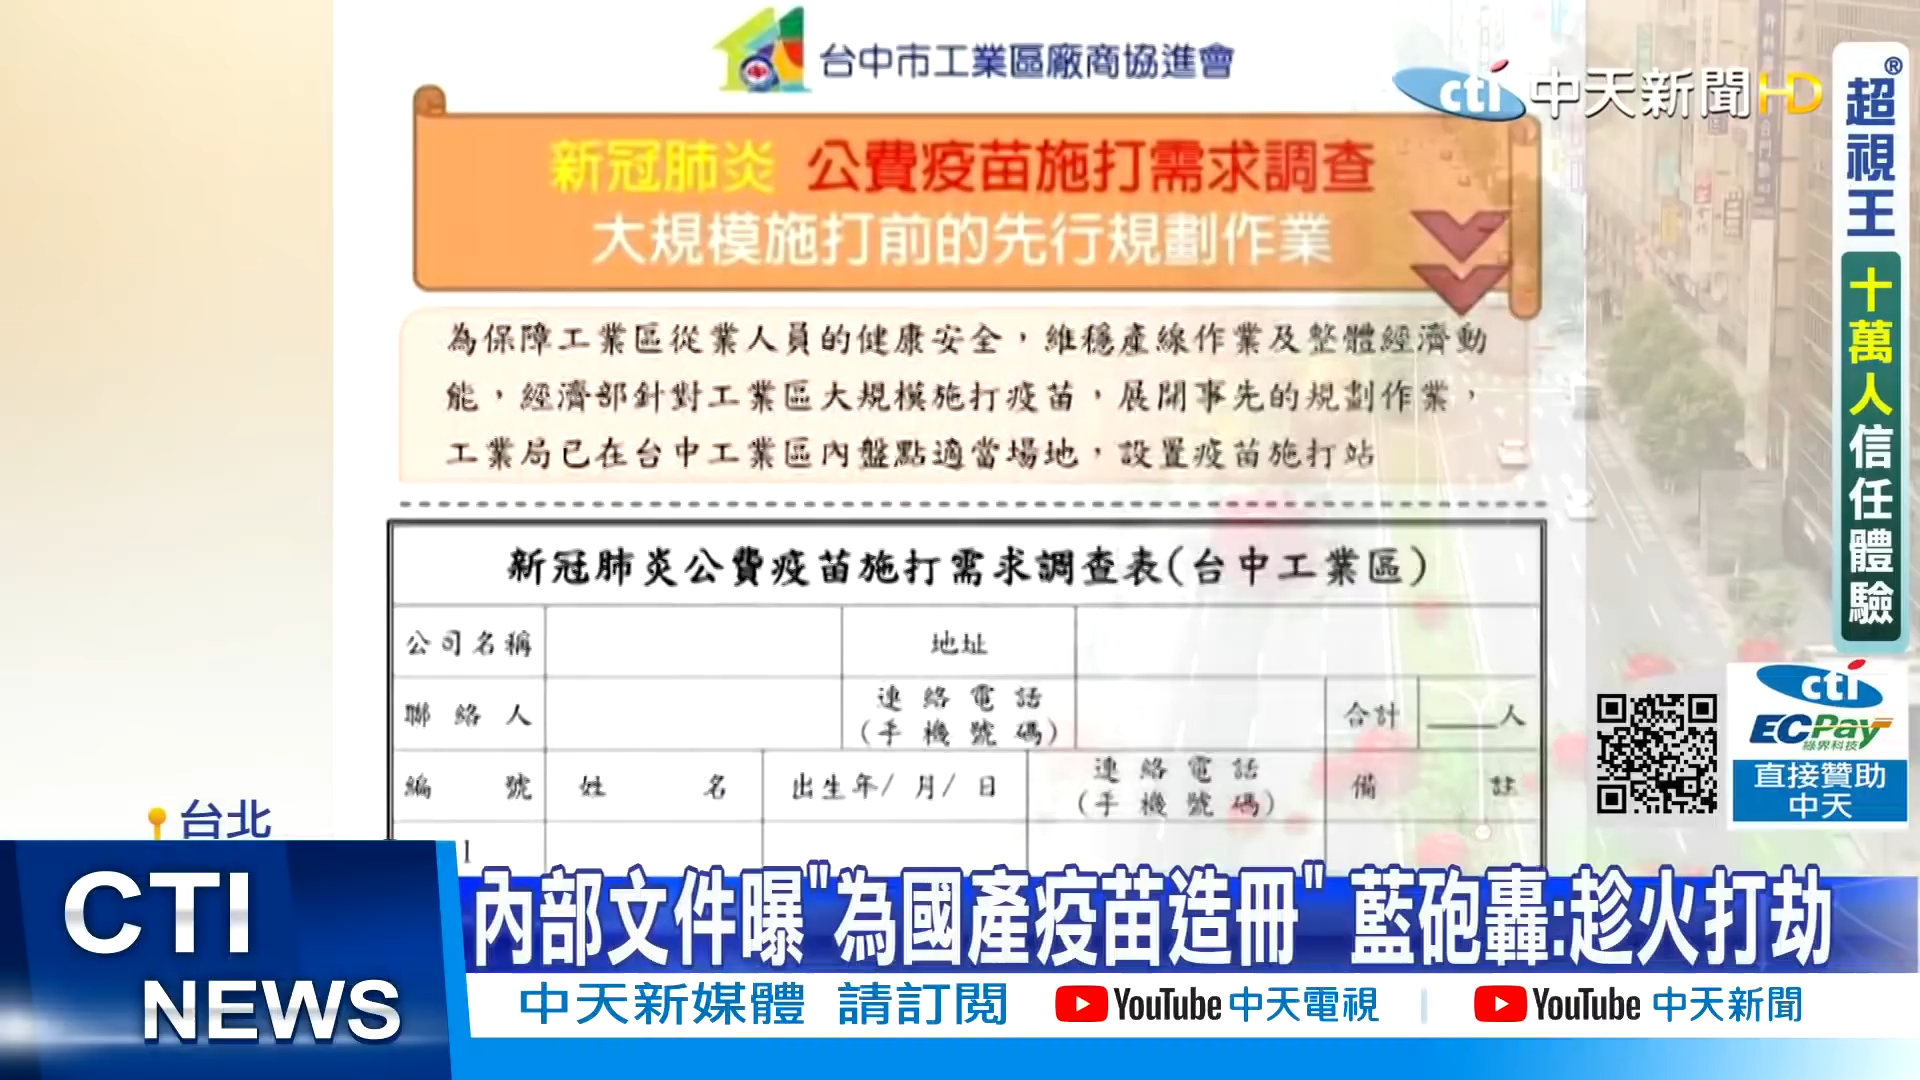 台中市工業區廠商協進會
cti 中天新聞HD
新冠肺炎 公費疫苗施打需求調查
大規模施打前的先行規劃作業
為保障工業區從業人員的健康安全，維穩產線作業及整體經濟動
能，經濟部針對工業區大規模施打疫苗，展開事先的規劃作業，
工業局已在台中工業區內盤點適當場地，設置疫苗施打站
新冠肺炎公費疫苗施打需求調查表(台中工業區)
公司名稱 地址
聯絡人 連絡電話
(手機號碼) 合計 ____人
編號 姓名 出生年/月/日 連絡電話
(手機號碼) 備註
1
超視王®
十萬人信任體驗
cti
ECPay
綠界科技
直接贊助
中天
台北
CTI
NEWS
內部文件曝"為國產疫苗造冊" 藍砲轟:趁火打劫
中天新媒體 請訂閱 YouTube 中天電視 | YouTube 中天新聞